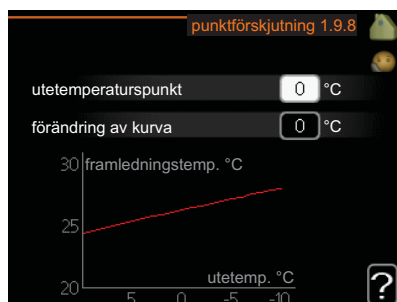 punktförskjutning 1.9.8
utetemperaturspunkt 0 °C
förändring av kurva 0 °C
30 framledningstemp. °C
25
utetemp. °C
20
5 0 -5 -10
?